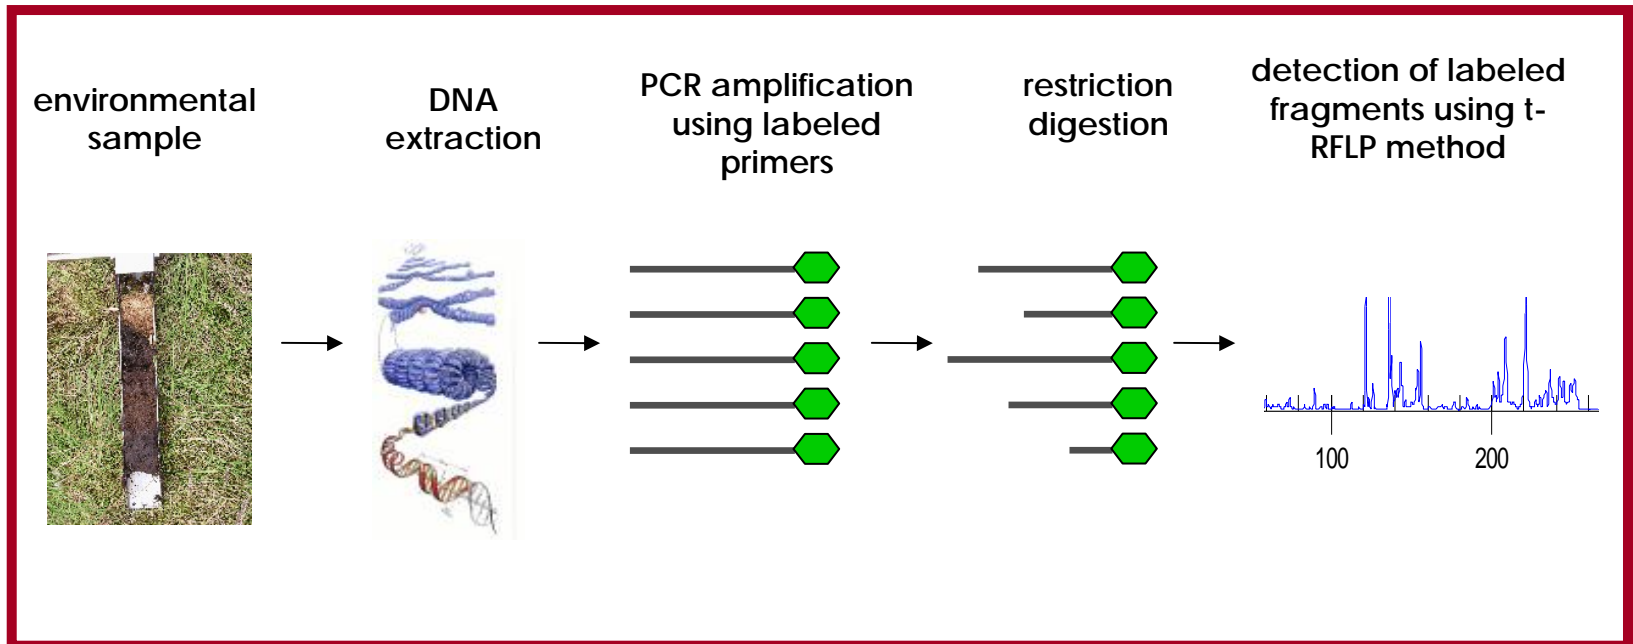 environmental
sample
DNA
extraction
PCR amplification
using labeled
primers
restriction
digestion
detection of labeled
fragments using t-
RFLP method
100
200